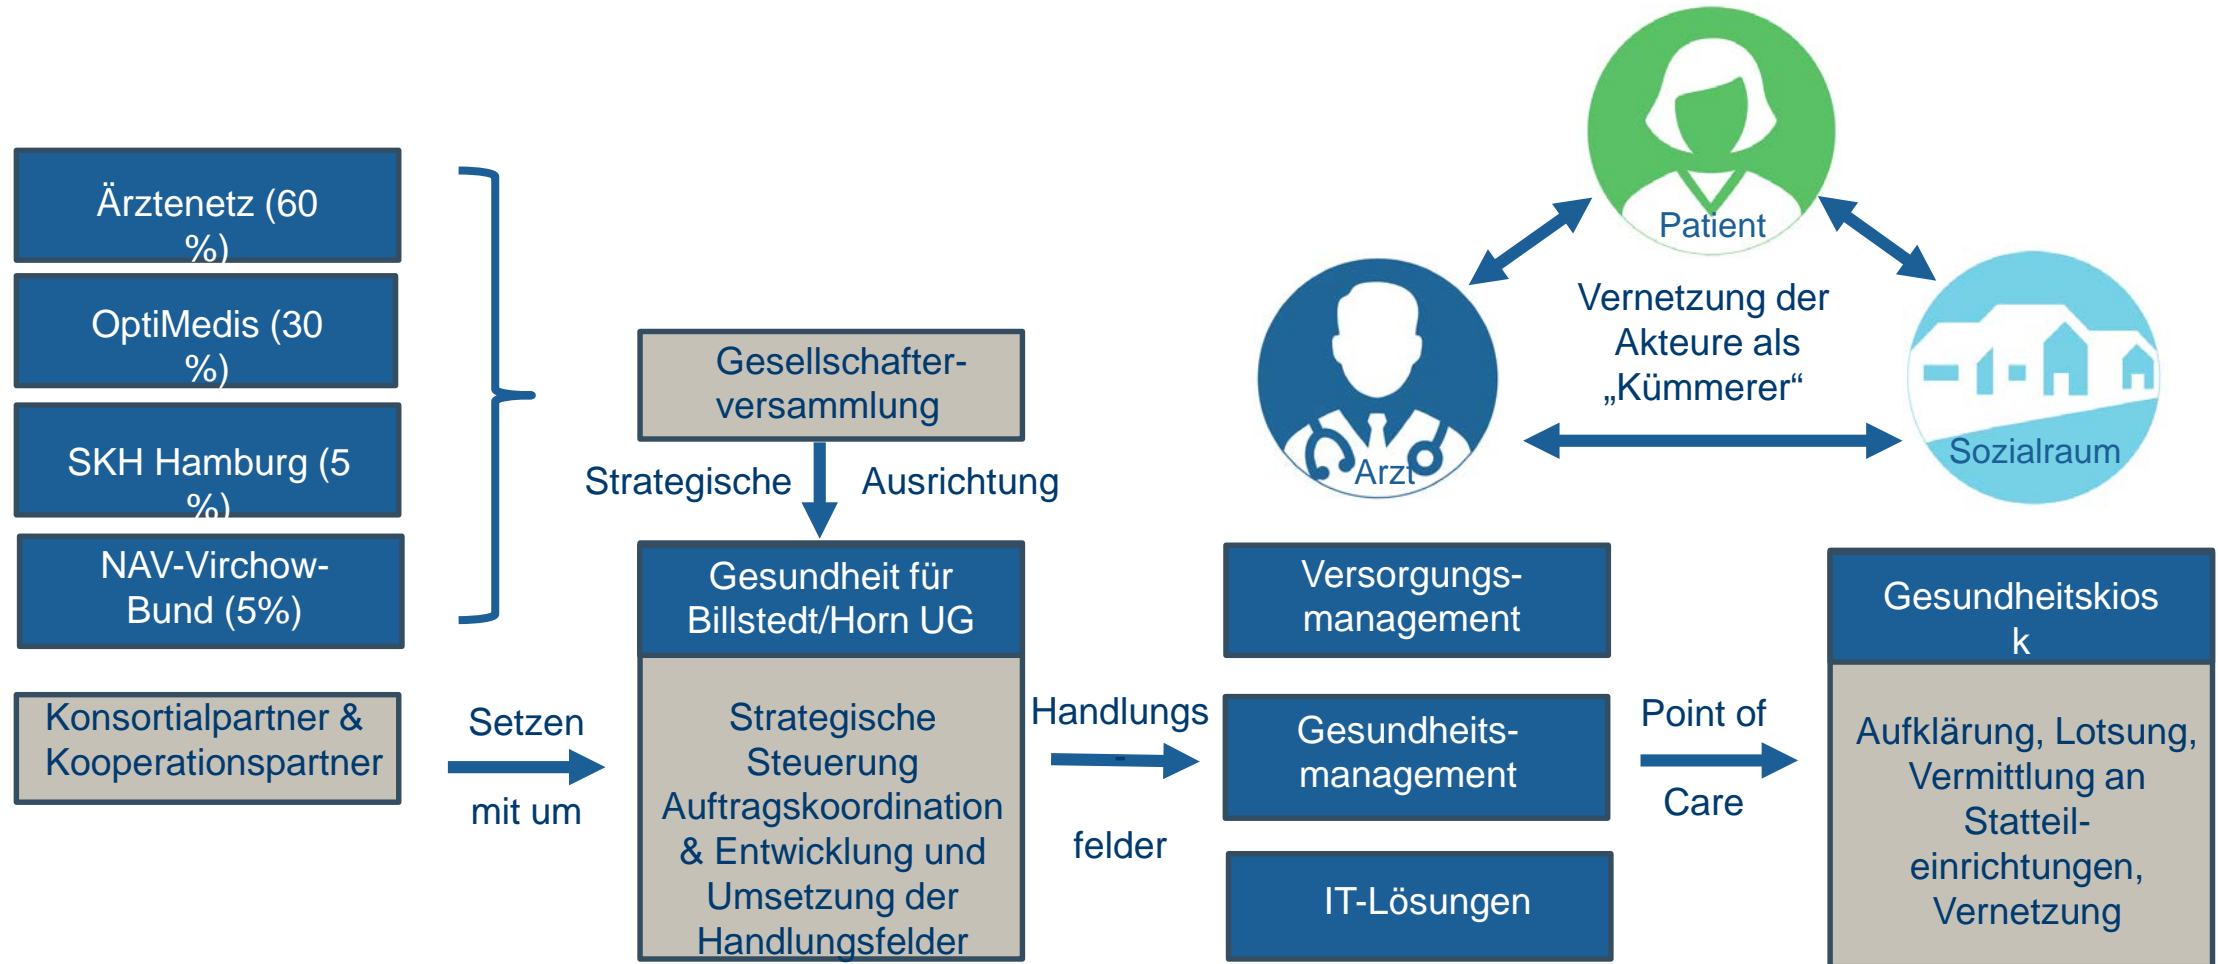 Ärztenetz (60
%)
OptiMedis (30
%)
SKH Hamburg (5
%)
NAV-Virchow-
Bund (5%)
Konsortialpartner &
Kooperationspartner
Setzen
mit um
Gesellschafter-
versammlung
Strategische Ausrichtung
Gesundheit für
Billstedt/Horn UG
Strategische
Steuerung
Auftragskoordination
& Entwicklung und
Umsetzung der
Handlungsfelder
Handlungs
-
felder
Patient
Vernetzung der
Akteure als
„Kümmerer“
Arzt
Sozialraum
Versorgungs-
management
Gesundheits-
management
IT-Lösungen
Point of
Care
Gesundheitskios
k
Aufklärung, Lotsung,
Vermittlung an
Statteil-
einrichtungen,
Vernetzung